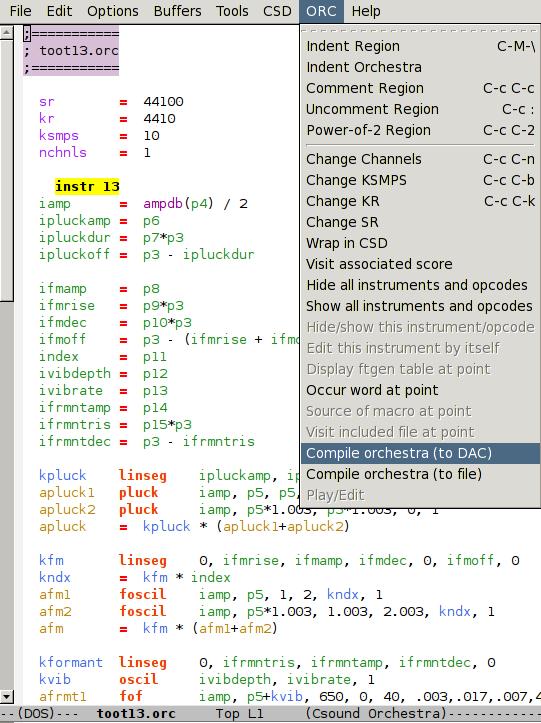 File Edit Options Buffers Tools CSD ORC Help
;============
; toot13.orc
;============
sr = 44100
kr = 4410
ksmps = 10
nchnls = 1
instr 13
iamp = ampdb(p4) / 2
ipluckamp = p6
ipluckdur = p7*p3
ipluckoff = p3 - ipluckdur
ifmamp = p8
ifmrise = p9*p3
ifmdec = p10*p3
ifmoff = p3 - (ifmrise + ifmd
index = p11
ivibdepth = p12
ivibrate = p13
ifrmntamp = p14
ifrmntris = p15*p3
ifrmntdec = p3 - ifrmntris
kpluck linseg ipluckamp, ip
apluck1 pluck iamp, p5, p5,
apluck2 pluck iamp, p5*1.003, p5*1.003, 0, 1
apluck = kpluck * (apluck1+apluck2)
kfm linseg 0, ifmrise, ifmamp, ifmdec, 0, ifmoff, 0
kndx = kfm * index
afm1 foscil iamp, p5, 1, 2, kndx, 1
afm2 foscil iamp, p5*1.003, 1.003, 2.003, kndx, 1
afm = kfm * (afm1+afm2)
kformant linseg 0, ifrmntris, ifrmntamp, ifrmntdec, 0
kvib oscil ivibdepth, ivibrate, 1
afrmt1 fof iamp, p5+kvib, 650, 0, 40, .003,.017,.007,4
--(DOS)--- toot13.orc Top L1 (Csound Orchestra)-----------
Indent Region C-M-\
Indent Orchestra
Comment Region C-c C-c
Uncomment Region C-c :
Power-of-2 Region C-c C-2
Change Channels C-c C-n
Change KSMPS C-c C-b
Change KR C-c C-k
Change SR
Wrap in CSD
Visit associated score
Hide all instruments and opcodes
Show all instruments and opcodes
Hide/show this instrument/opcode
Edit this instrument by itself
Display ftgen table at point
Occur word at point
Source of macro at point
Visit included file at point
Compile orchestra (to DAC)
Compile orchestra (to file)
Play/Edit